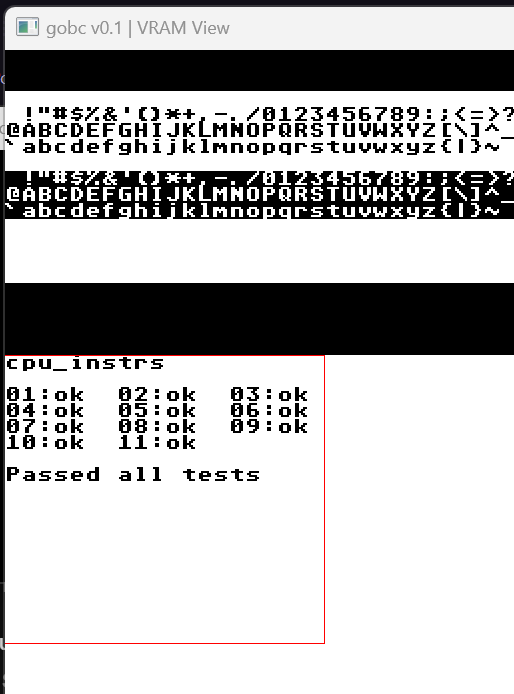 gobc v0.1 | VRAM View
 !"#$%&'()*+,-./0123456789:;<=>?
@ABCDEFGHIJKLMNOPQRSTUVWXYZ[\]^_
`abcdefghijklmnopqrstuvwxyz{|}~
 !"#$%&'()*+,-./0123456789:;<=>?
@ABCDEFGHIJKLMNOPQRSTUVWXYZ[\]^_
`abcdefghijklmnopqrstuvwxyz{|}~
cpu_instrs
01:ok  02:ok  03:ok
04:ok  05:ok  06:ok
07:ok  08:ok  09:ok
10:ok  11:ok
Passed all tests